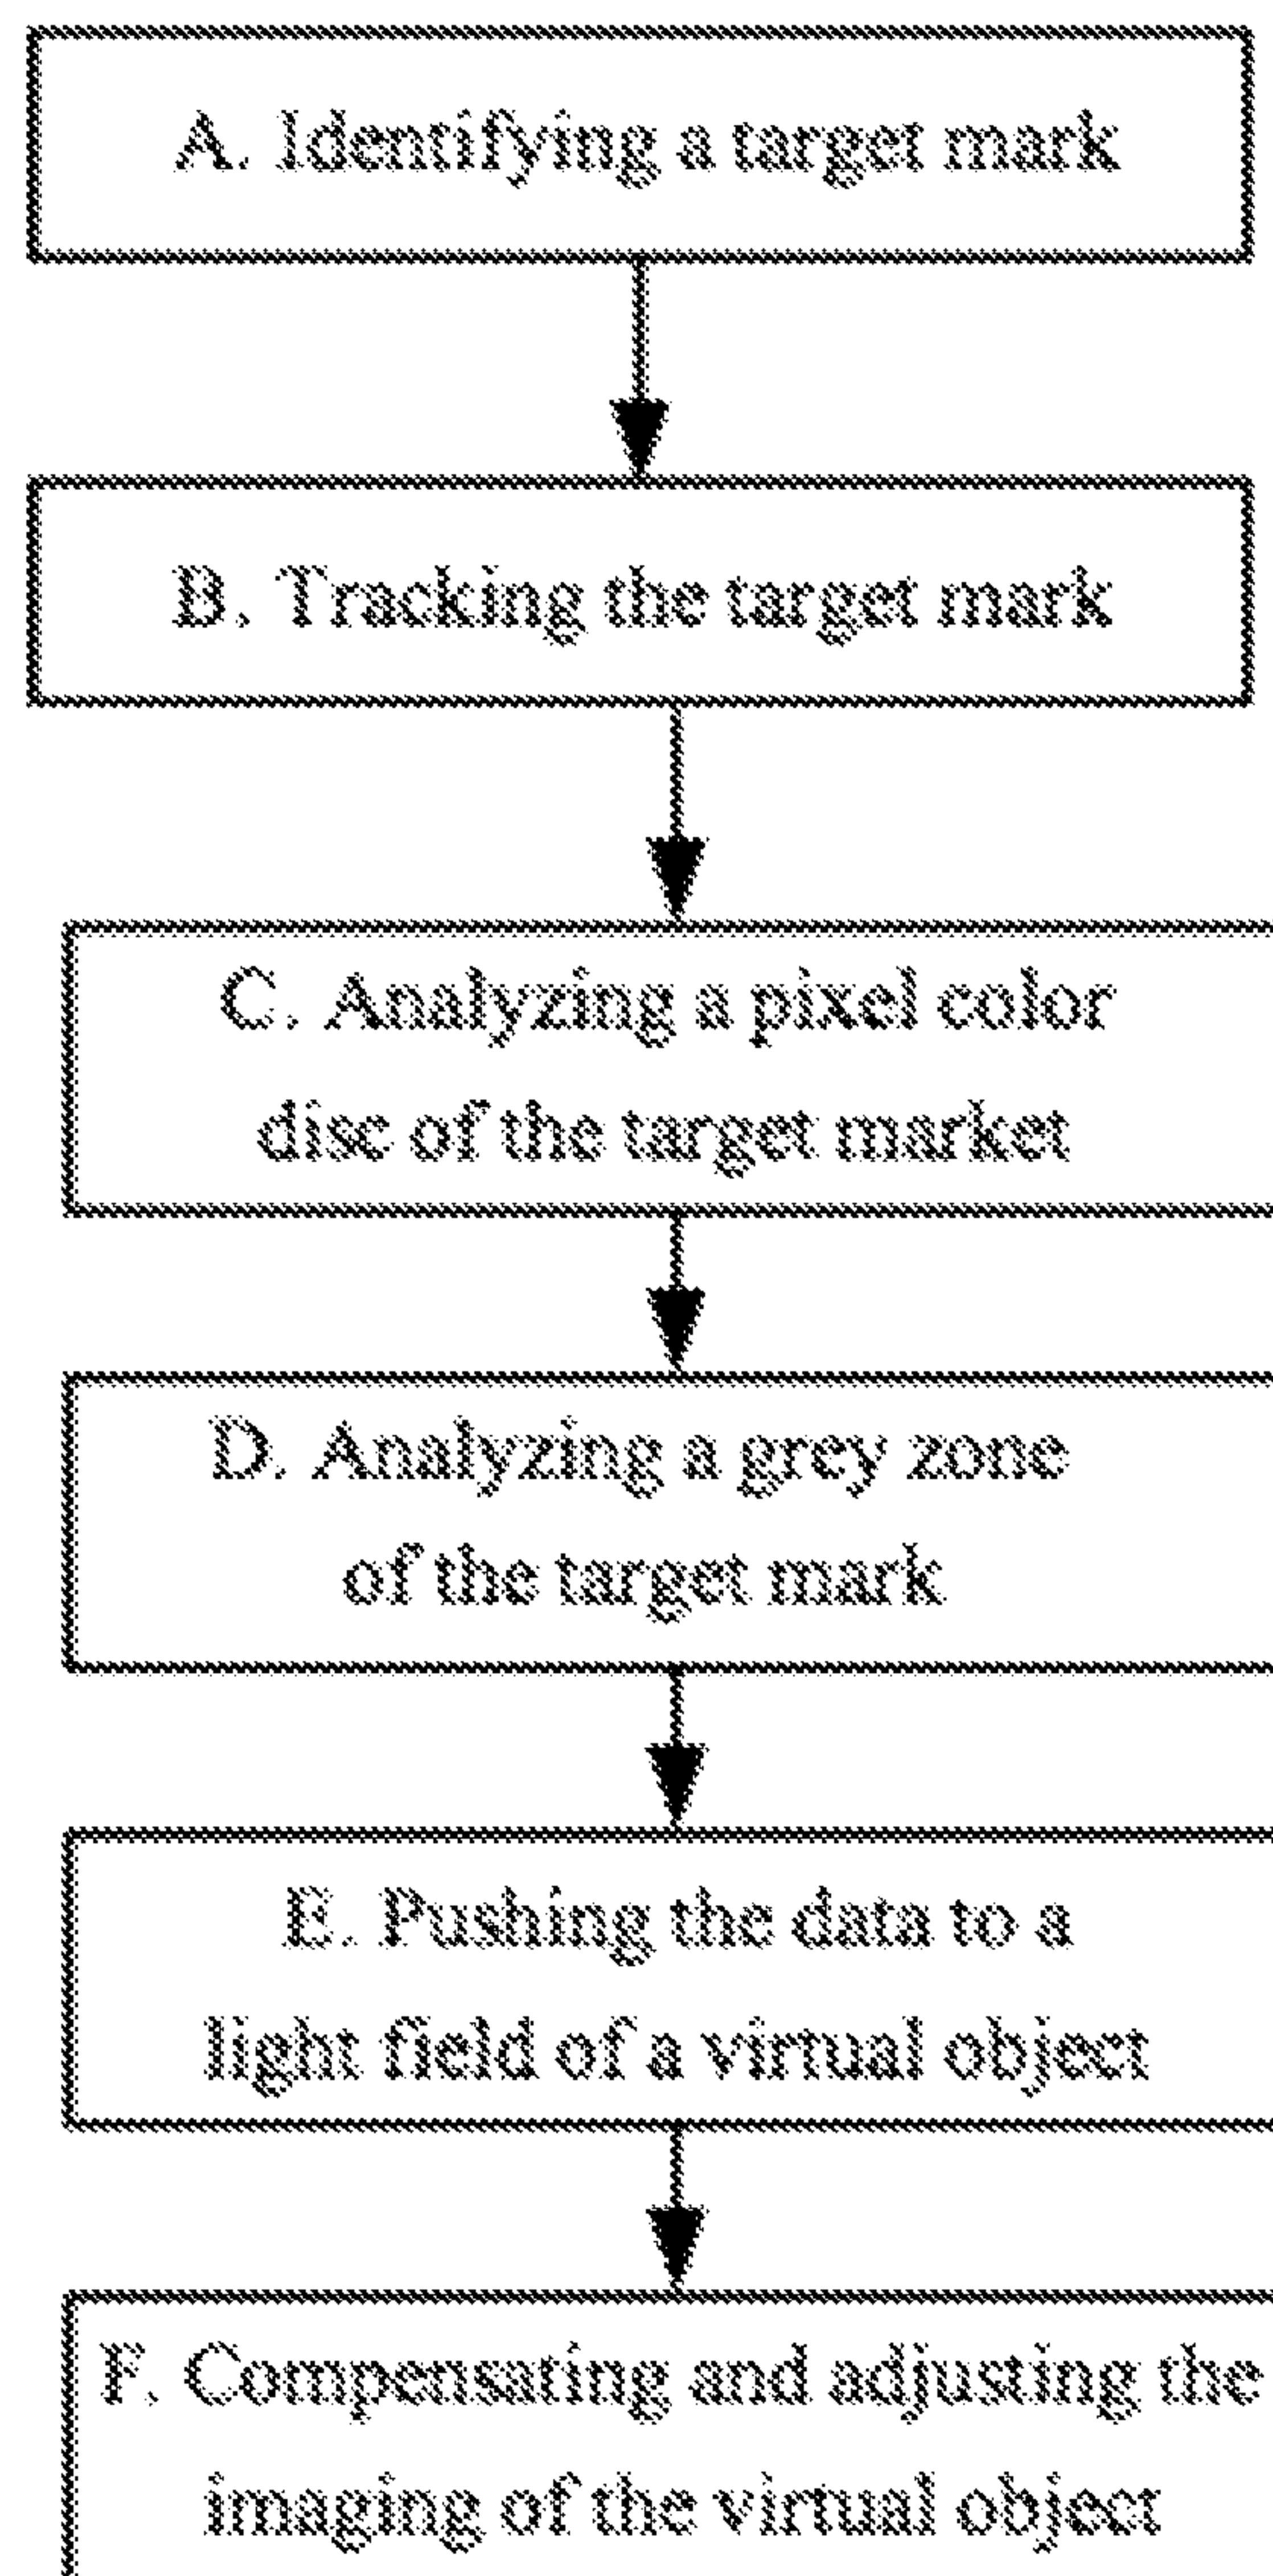 A. Identifying a target mark
B. Tracking the target mark
C. Analyzing a pixel color
disc of the target market
D. Analyzing a grey zone
of the target mark
E. Pushing the data to a
light field of a virtual object
F. Compensating and adjusting the
imaging of the virtual object